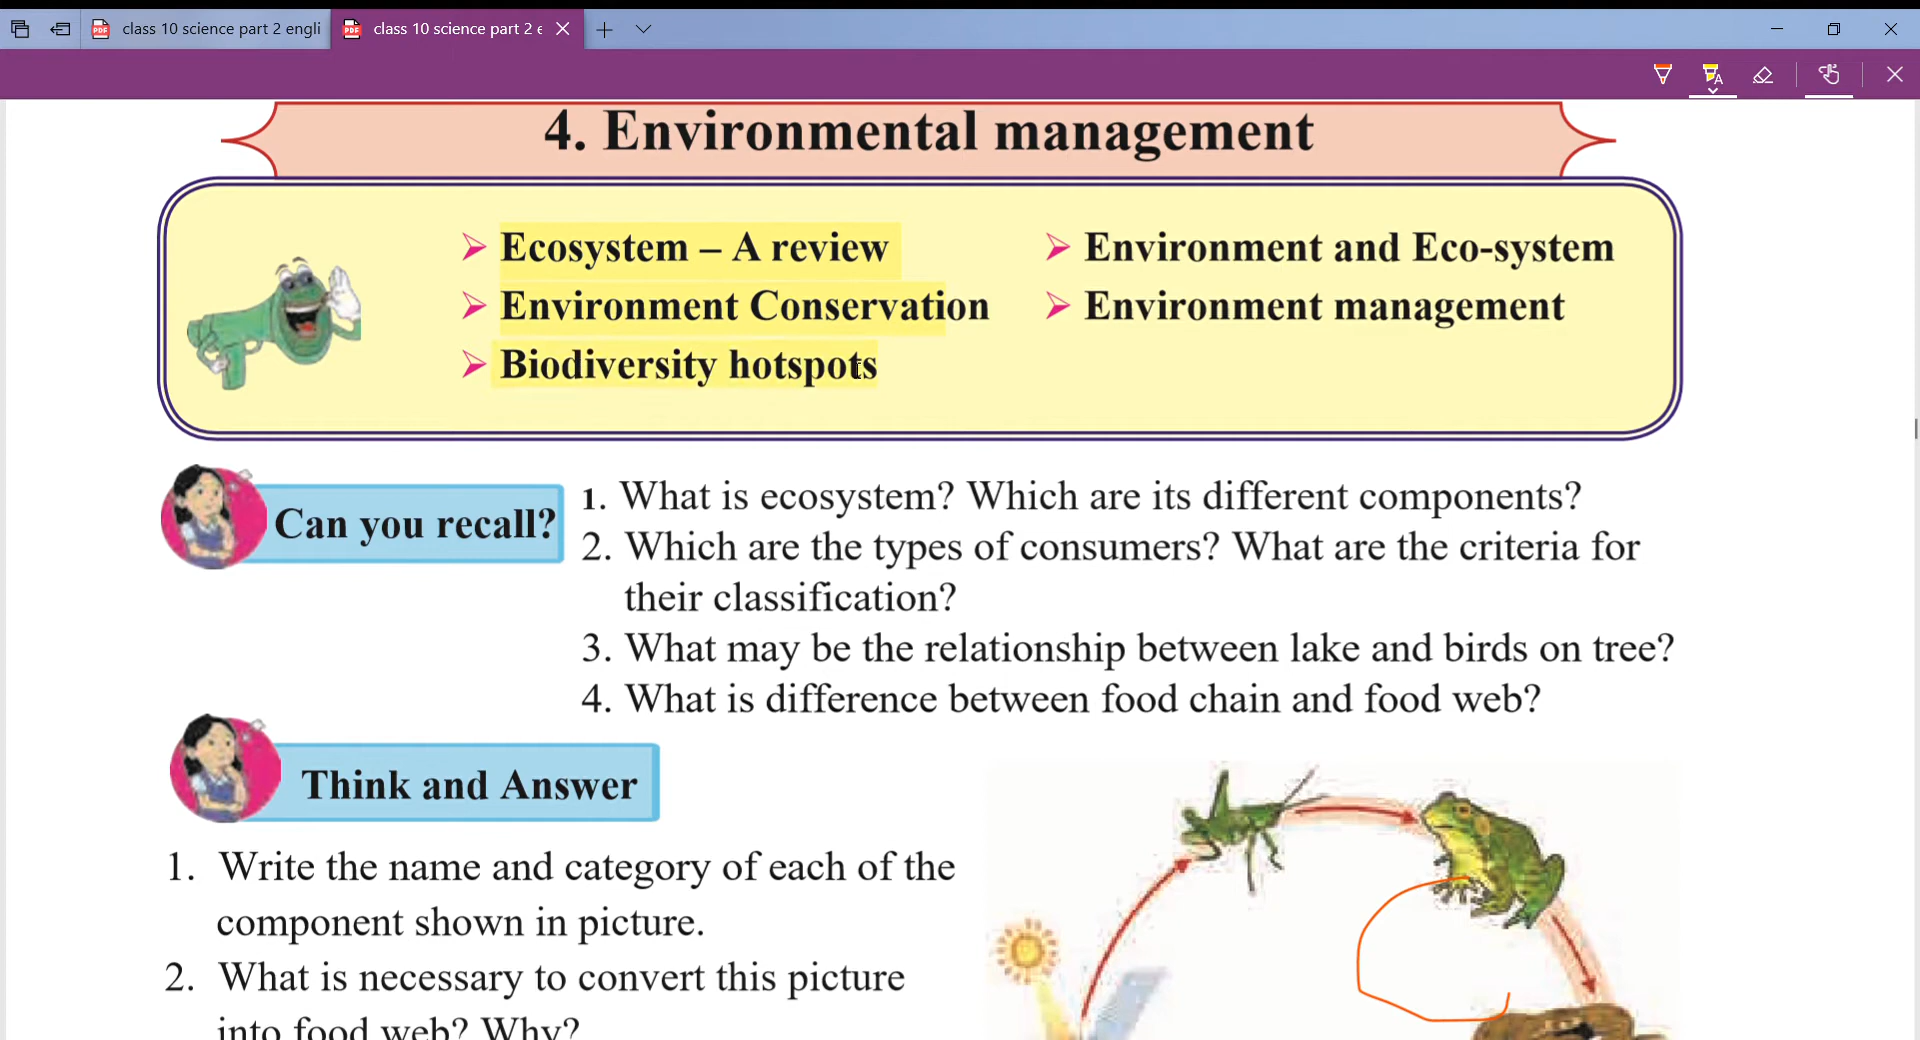 class 10 science part 2 engli
class 10 science part 2 e
4. Environmental management
➢ Ecosystem – A review
➢ Environment and Eco-system
➢ Environment Conservation
➢ Environment management
➢ Biodiversity hotspots
Can you recall?
1. What is ecosystem? Which are its different components?
2. Which are the types of consumers? What are the criteria for
their classification?
3. What may be the relationship between lake and birds on tree?
4. What is difference between food chain and food web?
Think and Answer
1. Write the name and category of each of the
component shown in picture.
2. What is necessary to convert this picture
into food web? Why?